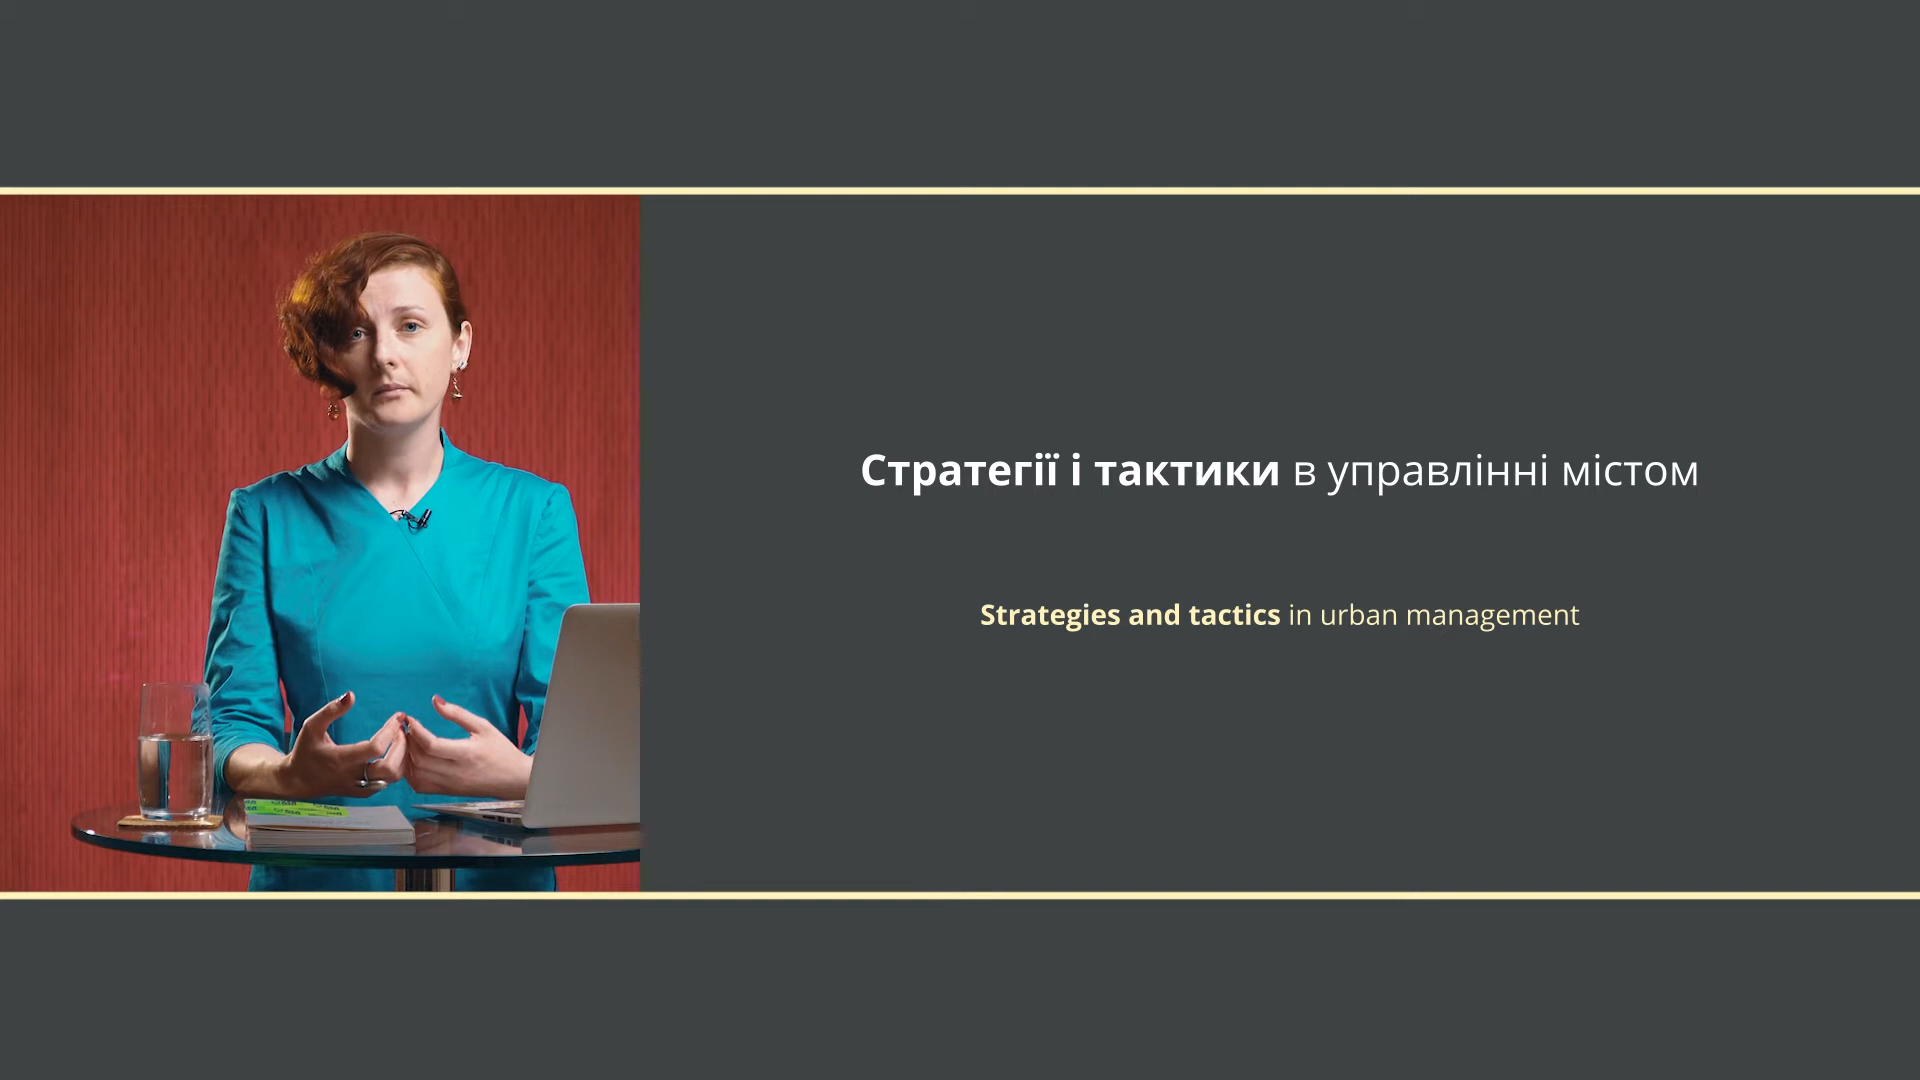 Стратегії і тактики в управлінні містом
Strategies and tactics in urban management